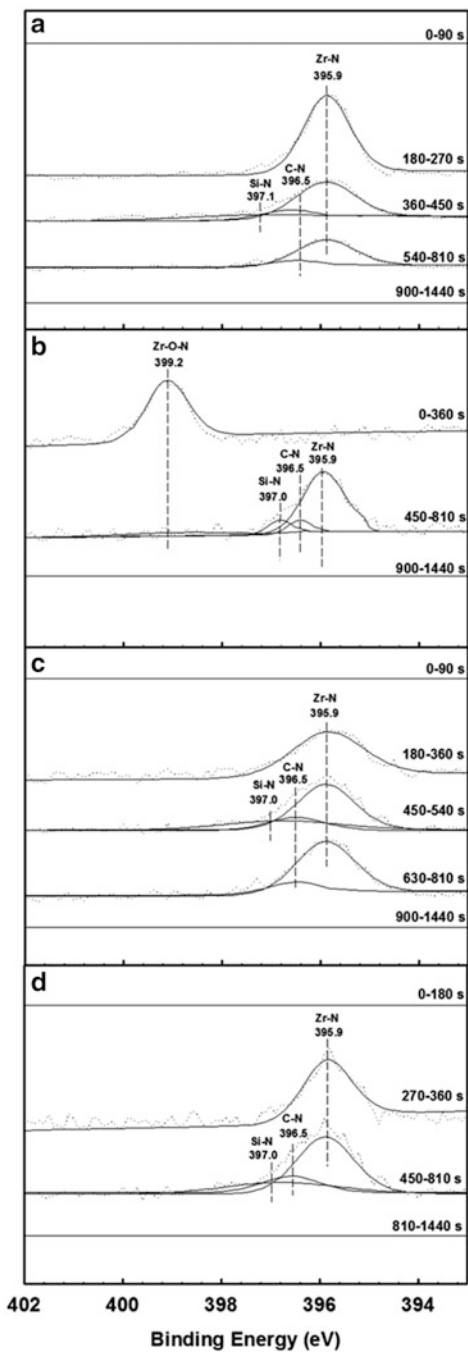 a
0-90 s
Zr-N
395.9
180-270 s
C-N
Si-N 396.5
397.1
360-450 s
540-810 s
900-1440 s
b
Zr-O-N
399.2
0-360 s
Zr-N
C-N 395.9
Si-N 396.5
397.0
450-810 s
900-1440 s
c
0-90 s
Zr-N
395.9
180-360 s
C-N
Si-N 396.5
397.0
450-540 s
630-810 s
900-1440 s
d
0-180 s
Zr-N
395.9
270-360 s
C-N
Si-N 396.5
397.0
450-810 s
810-1440 s
402 400 398 396 394
Binding Energy (eV)